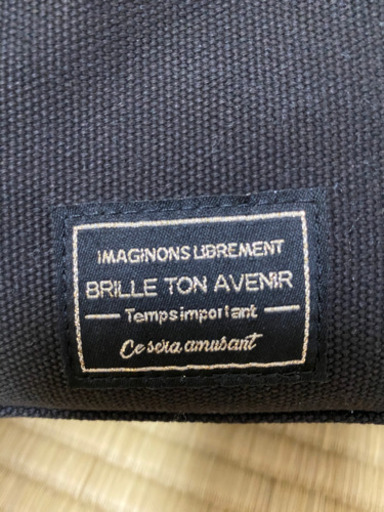 IMAGINONS LIBREMENT
BRILLE TON AVENIR
Temps important
Ce sera amusant